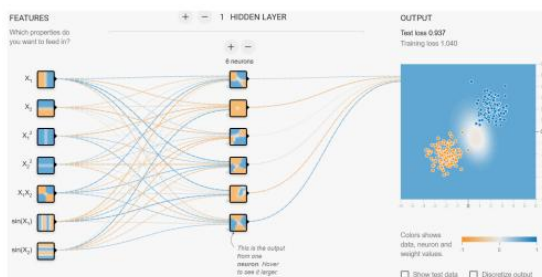 FEATURES
Which properties do
you want to feed in?
X₁
X₂
X₁²
X₂²
X₁X₂
sin(X₁)
sin(X₂)
+ − 1 HIDDEN LAYER
+ −
6 neurons
This is the output
from one
neuron. Hover
to see it larger.
OUTPUT
Test loss 0.937
Training loss 1.040
Colors shows
data, neuron and
weight values.
-1 0 1
Show test data Discretize output